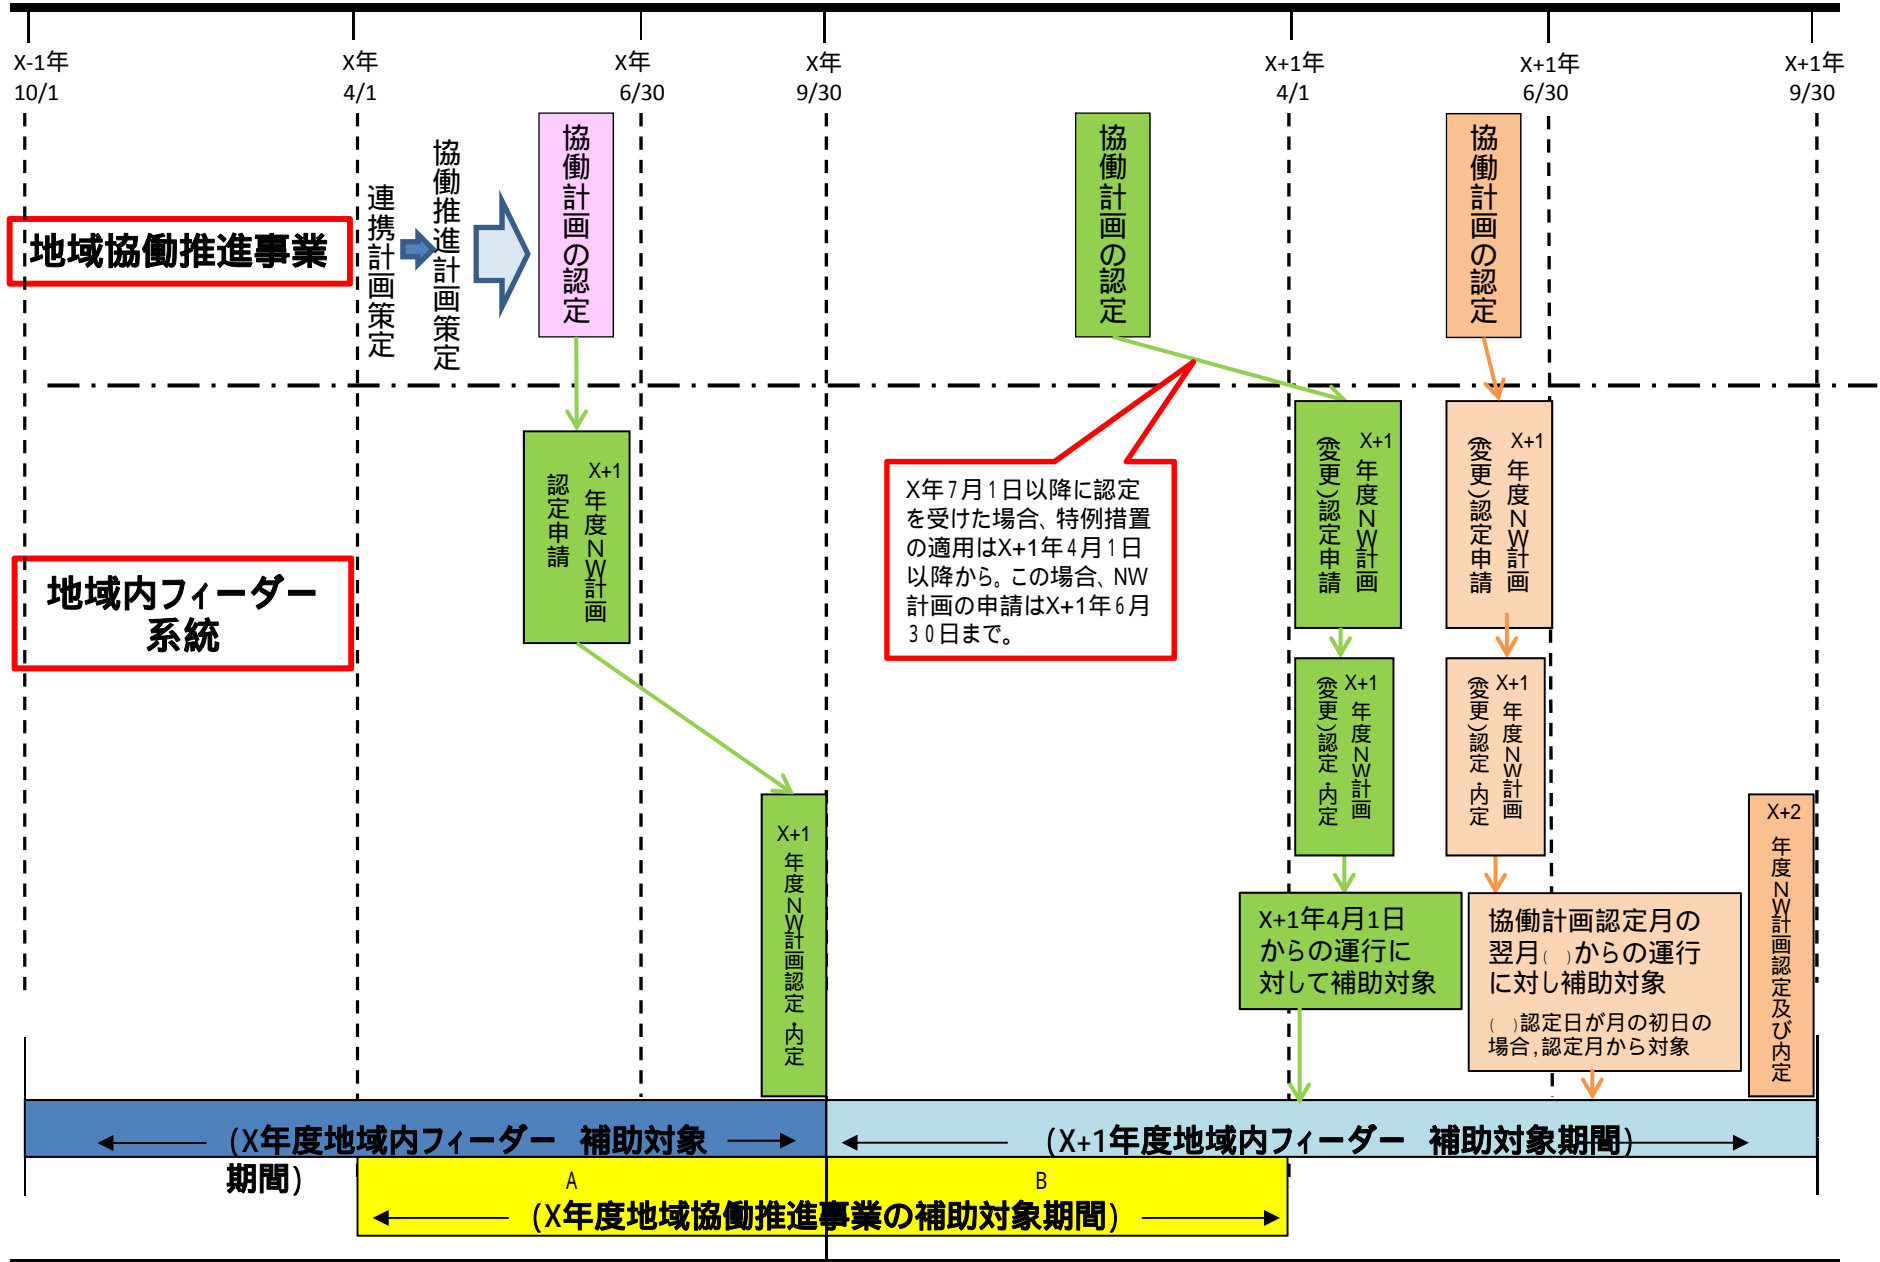 X-1年
10/1
X年
4/1
X年
6/30
X年
9/30
X+1年
4/1
X+1年
6/30
X+1年
9/30
地域協働推進事業
連携計画策定
協働推進計画策定
協働計画の認定
協働計画の認定
協働計画の認定
地域内フィーダー
系統
X+1年度NW計画
認定申請
X年7月1日以降に認定
を受けた場合、特例措置
の適用はX+1年4月1日
以降から。この場合、NW
計画の申請はX+1年6月
30日まで。
X+1年度NW計画
(変更)認定申請
X+1年度NW計画
(変更)認定申請
X+1年度NW計画
(変更)認定・内定
X+1年度NW計画
(変更)認定・内定
X+1年度NW計画認定・内定
X+1年4月1日
からの運行に
対して補助対象
協働計画認定月の
翌月( )からの運行
に対し補助対象
( )認定日が月の初日の
場合,認定月から対象
X+2年度NW計画認定及び内定
(X年度地域内フィーダー 補助対象
期間)
(X+1年度地域内フィーダー 補助対象期間)
A
B
(X年度地域協働推進事業の補助対象期間)